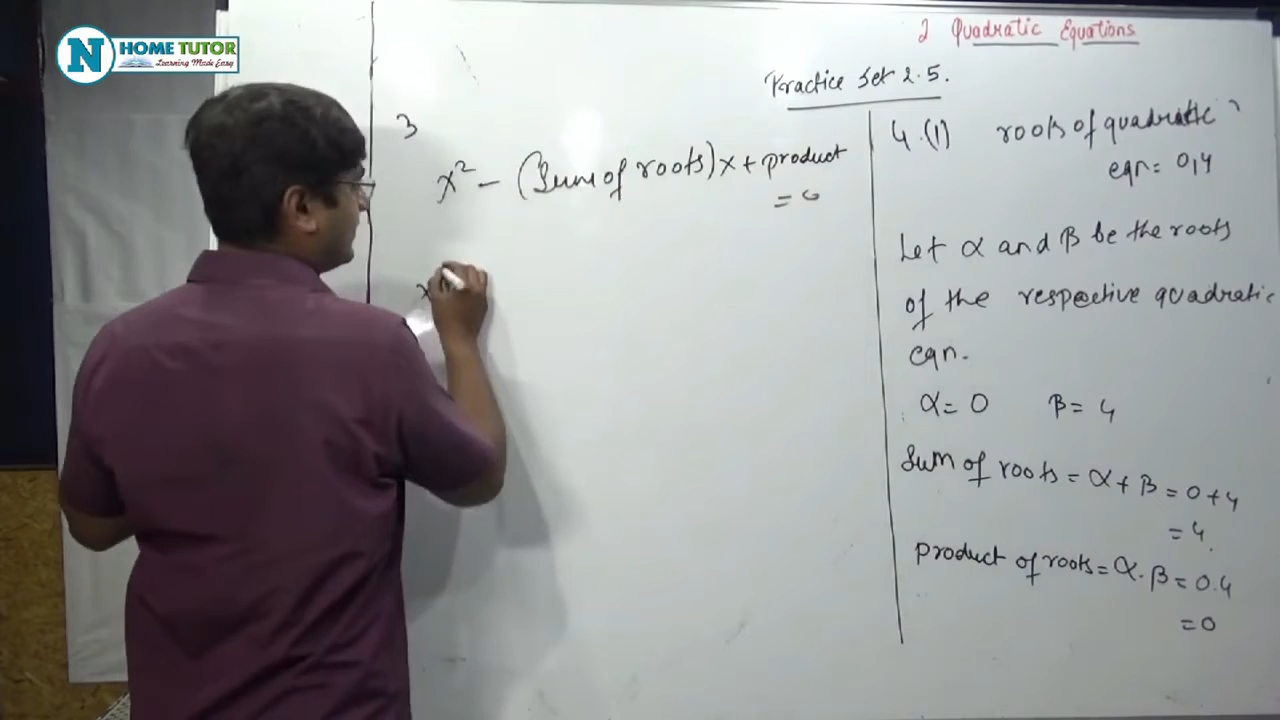 N HOME TUTOR
Learning Made Easy
2 Quadratic Equations
Practice Set 2.5.
3
x² – (Sum of roots)x + product
= 0
x
4.(1) roots of quadratic
eqn = 0,4
Let α and β be the roots
of the respective quadratic
eqn.
α = 0 β = 4
Sum of roots = α + β = 0+4
= 4.
product of roots = α . β = 0.4
= 0